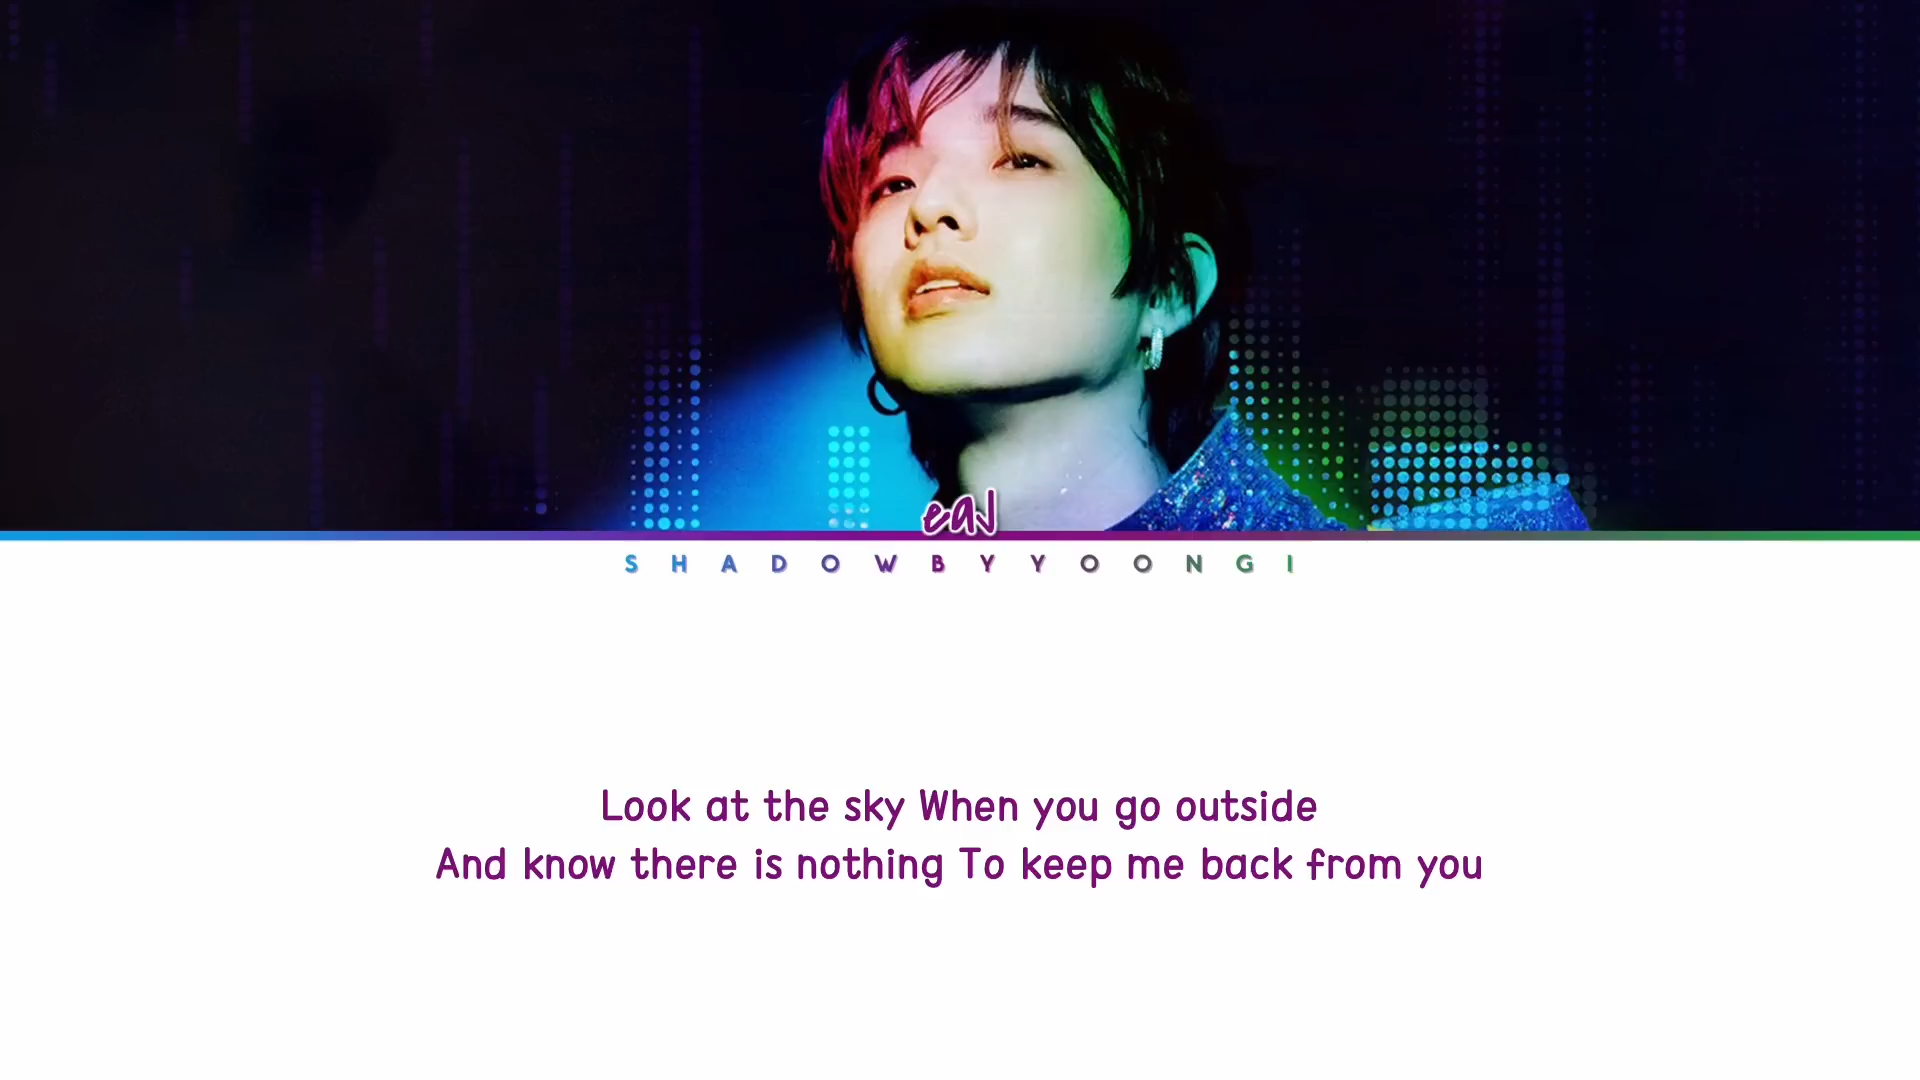 eaJ
SHADOWBYYOONGI
Look at the sky When you go outside
And know there is nothing To keep me back from you